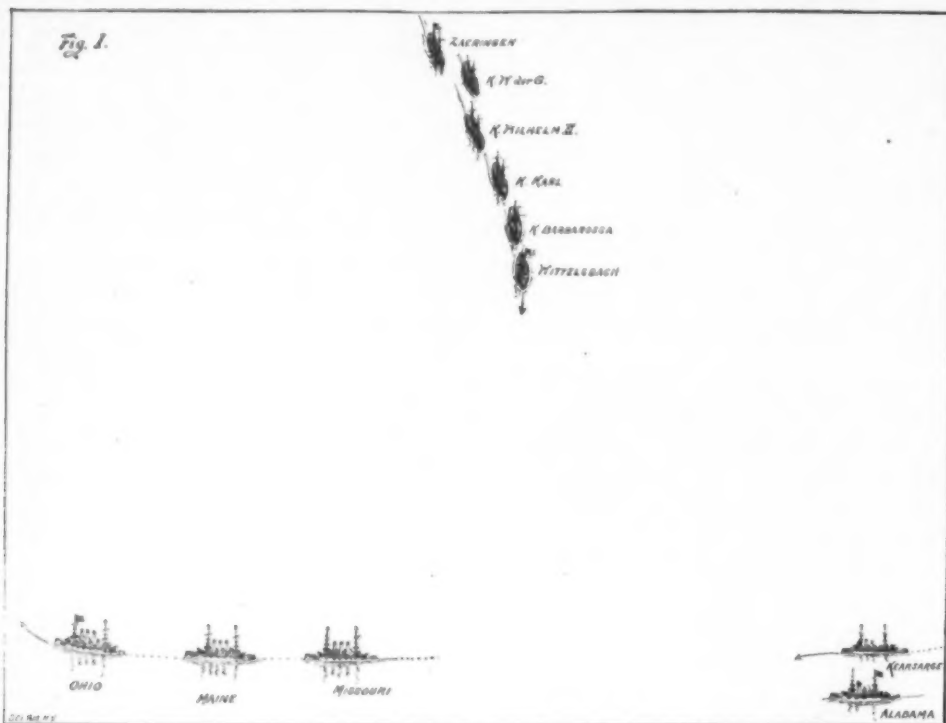 Fig. I.
ZAERINGEN
K. W. der G.
K. WILHELM II.
K. KARL
K BARBAROSSA
WITTELSBACH
OHIO
MAINE
MISSOURI
KEARSARGE
ALABAMA